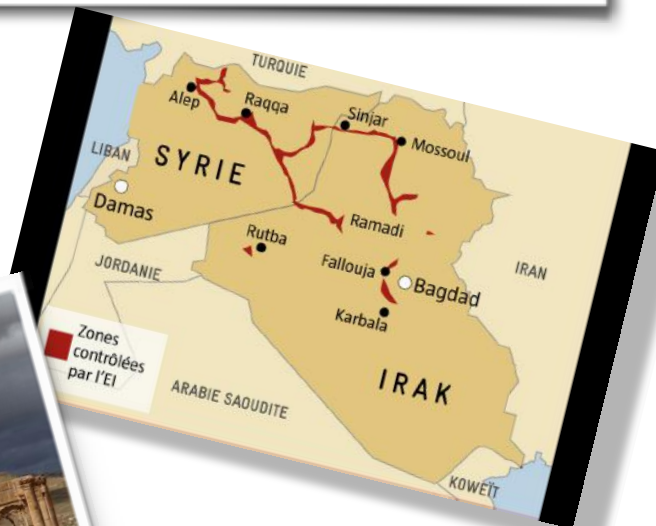 TURQUIE
Alep
Raqqa
Sinjar
Mossoul
LIBAN
SYRIE
Damas
Ramadi
Rutba
JORDANIE
Fallouja
Bagdad
IRAN
Karbala
Zones
contrôlées
par l'EI
ARABIE SAOUDITE
IRAK
KOWEÏT